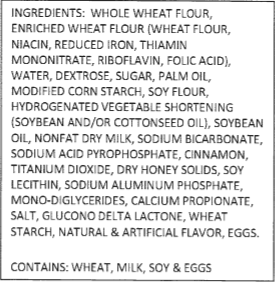 INGREDIENTS: WHOLE WHEAT FLOUR,
ENRICHED WHEAT FLOUR (WHEAT FLOUR,
NIACIN, REDUCED IRON, THIAMIN
MONONITRATE, RIBOFLAVIN, FOLIC ACID),
WATER, DEXTROSE, SUGAR, PALM OIL,
MODIFIED CORN STARCH, SOY FLOUR,
HYDROGENATED VEGETABLE SHORTENING
(SOYBEAN AND/OR COTTONSEED OIL), SOYBEAN
OIL, NONFAT DRY MILK, SODIUM BICARBONATE,
SODIUM ACID PYROPHOSPHATE, CINNAMON,
TITANIUM DIOXIDE, DRY HONEY SOLIDS, SOY
LECITHIN, SODIUM ALUMINUM PHOSPHATE,
MONO-DIGLYCERIDES, CALCIUM PROPIONATE,
SALT, GLUCONO DELTA LACTONE, WHEAT
STARCH, NATURAL & ARTIFICIAL FLAVOR, EGGS.
CONTAINS: WHEAT, MILK, SOY & EGGS